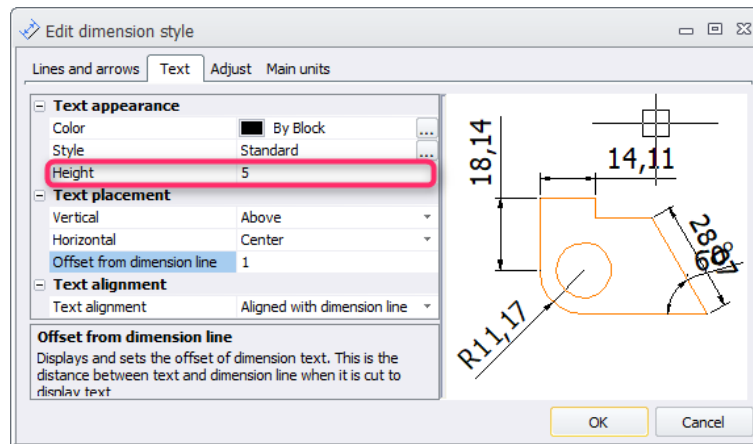 Edit dimension style
Lines and arrows Text Adjust Main units
Text appearance
Color By Block ...
Style Standard ...
Height 5
Text placement
Vertical Above
Horizontal Center
Offset from dimension line 1
Text alignment
Text alignment Aligned with dimension line
Offset from dimension line
Displays and sets the offset of dimension text. This is the
distance between text and dimension line when it is cut to
display text
18,14
14,11
R11,17
OK Cancel